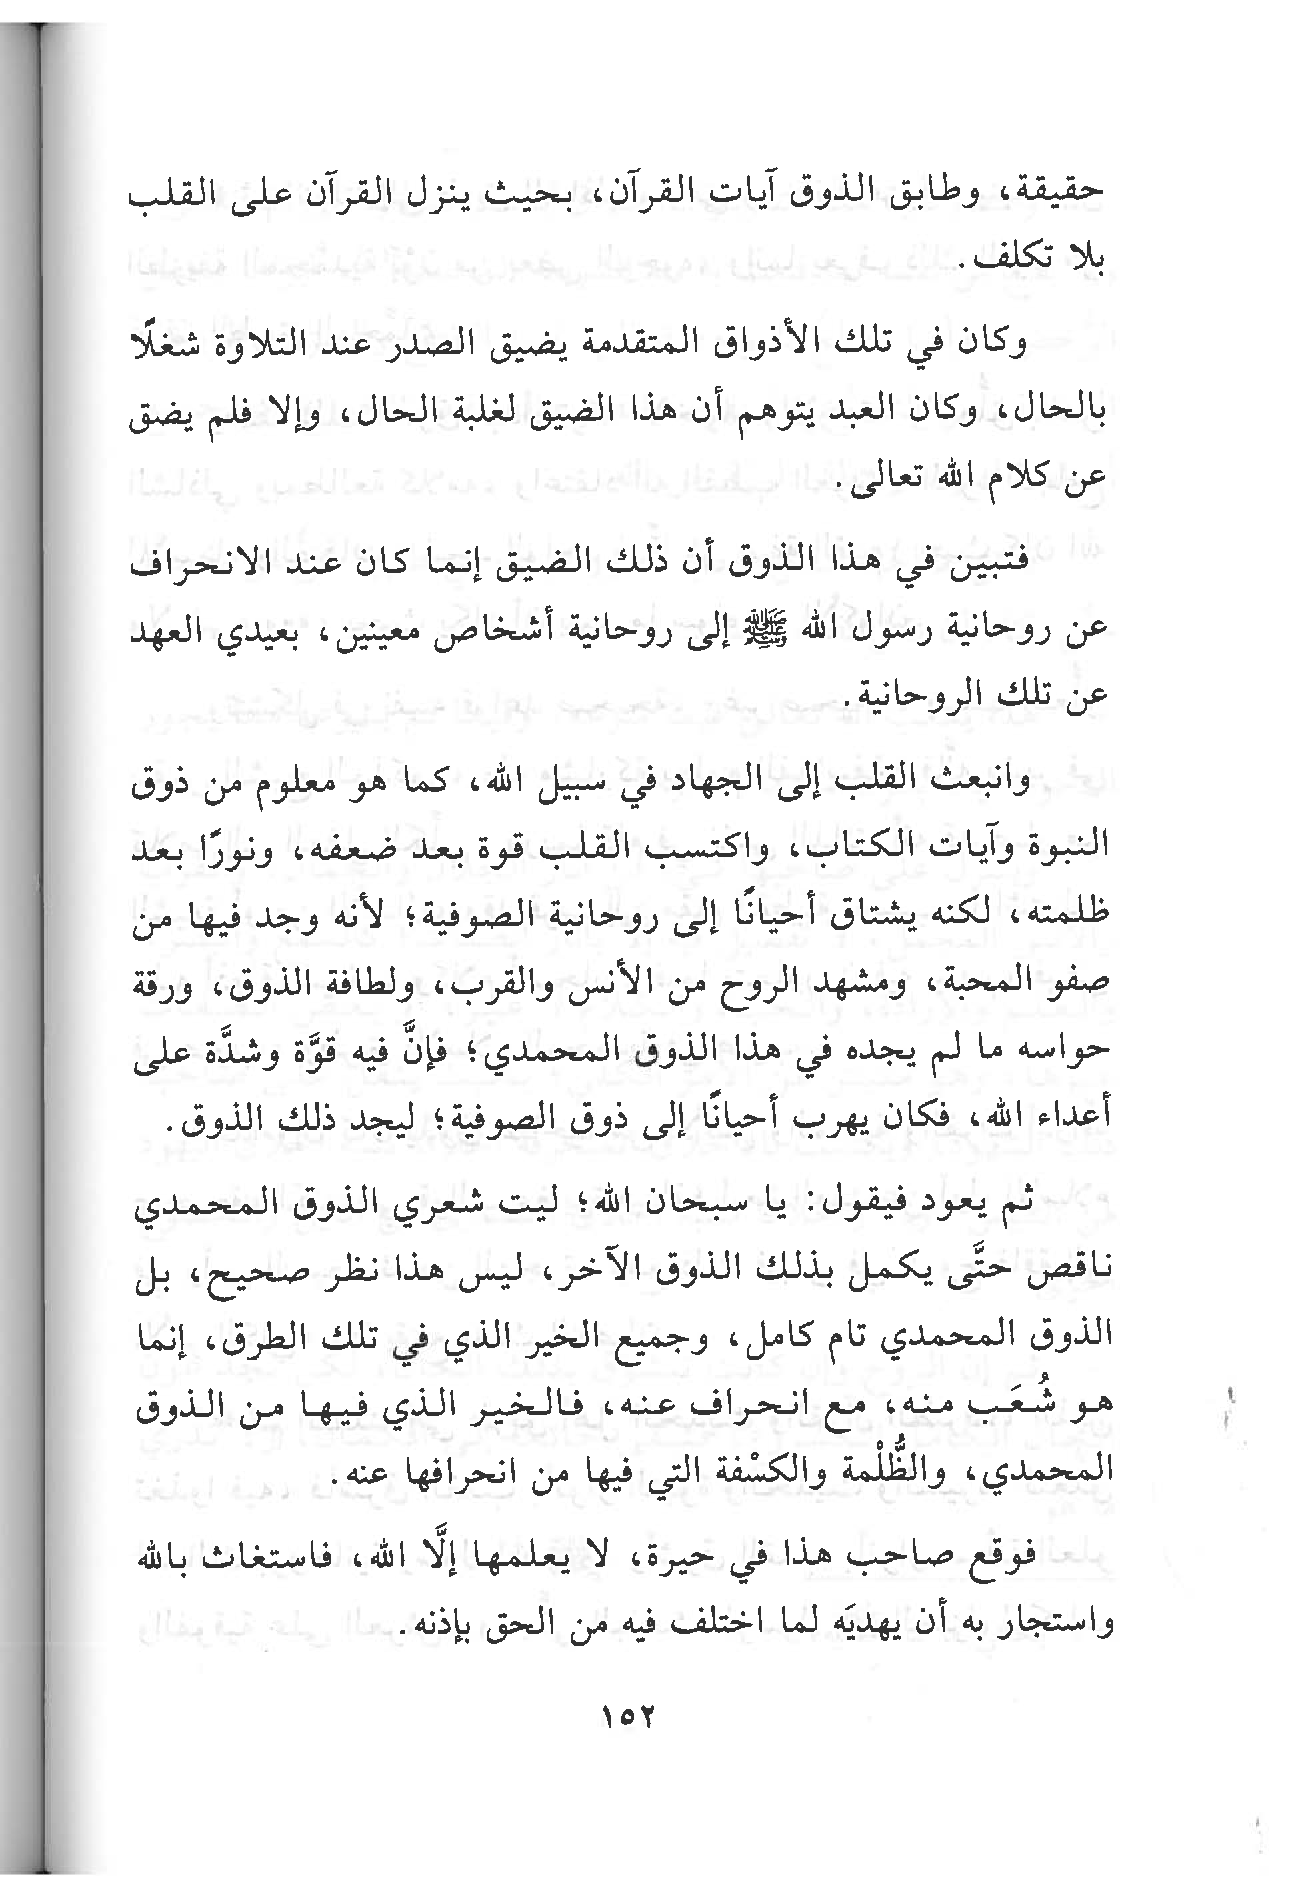 حقيقة، وطابق الذوق آيات القرآن، بحيث ينزل القرآن على القلب
بلا تكلف.
وكان في تلك الأذواق المتقدمة يضيق الصدر عند التلاوة شغلًا
بالحال، وكان العبد يتوهم أن هذا الضيق لغلبة الحال، وإلا فلم يضق
عن كلام الله تعالى.
فتبين في هذا الذوق أن ذلك الضيق إنما كان عند الانحراف
عن روحانية رسول الله ﷺ إلى روحانية أشخاص معينين، بعيدي العهد
عن تلك الروحانية.
وانبعث القلب إلى الجهاد في سبيل الله، كما هو معلوم من ذوق
النبوة وآيات الكتاب، واكتسب القلب قوة بعد ضعفه، ونورًا بعد
ظلمته، لكنه يشتاق أحيانًا إلى روحانية الصوفية؛ لأنه وجد فيها من
صفو المحبة، ومشهد الروح من الأنس والقرب، ولطافة الذوق، ورقة
حواسه ما لم يجده في هذا الذوق المحمدي؛ فإنَّ فيه قوَّة وشدَّة على
أعداء الله، فكان يهرب أحيانًا إلى ذوق الصوفية؛ ليجد ذلك الذوق.
ثم يعود فيقول: يا سبحان الله؛ ليت شعري الذوق المحمدي
ناقص حتَّى يكمل بذلك الذوق الآخر، ليس هذا نظر صحيح، بل
الذوق المحمدي تام كامل، وجميع الخير الذي في تلك الطرق، إنما
هو شُعَب منه، مع انحراف عنه، فالخير الذي فيها من الذوق
المحمدي، والظُّلْمة والكسْفة التي فيها من انحرافها عنه.
فوقع صاحب هذا في حيرة، لا يعلمها إلَّا الله، فاستغاث بالله
واستجار به أن يهديَه لما اختلف فيه من الحق بإذنه.
١٥٢